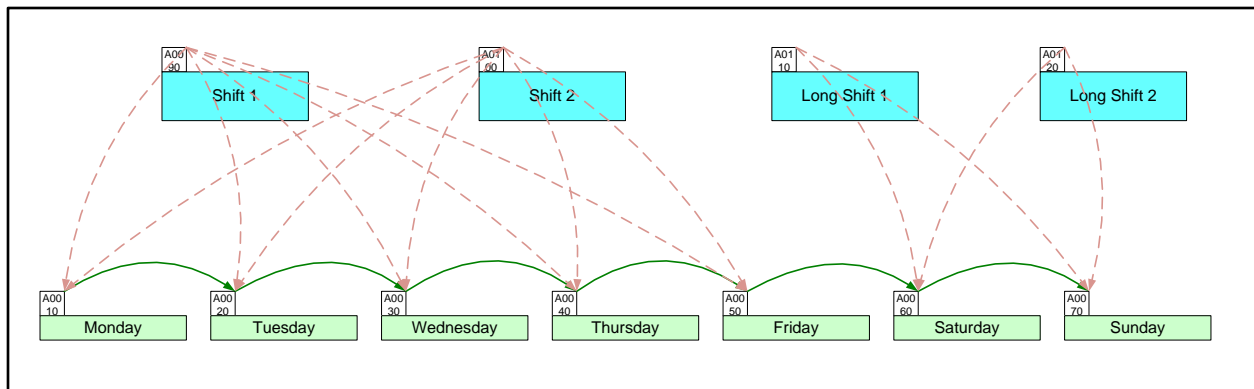 A00
90
Shift 1
A01
00
Shift 2
A01
10
Long Shift 1
A01
20
Long Shift 2
A00
10
Monday
A00
20
Tuesday
A00
30
Wednesday
A00
40
Thursday
A00
50
Friday
A00
60
Saturday
A00
70
Sunday